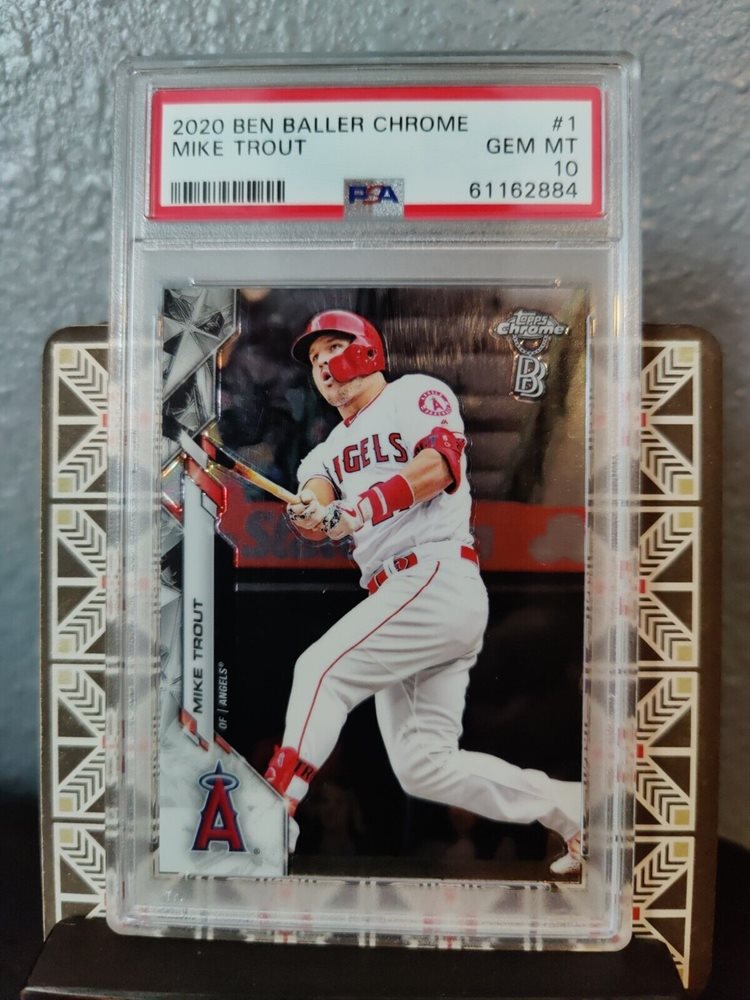 2020 BEN BALLER CHROME #1
MIKE TROUT GEM MT
10
PSA 61162884
Topps
Chrome
B
ANGELS
MIKE TROUT
OF | ANGELS®
A®